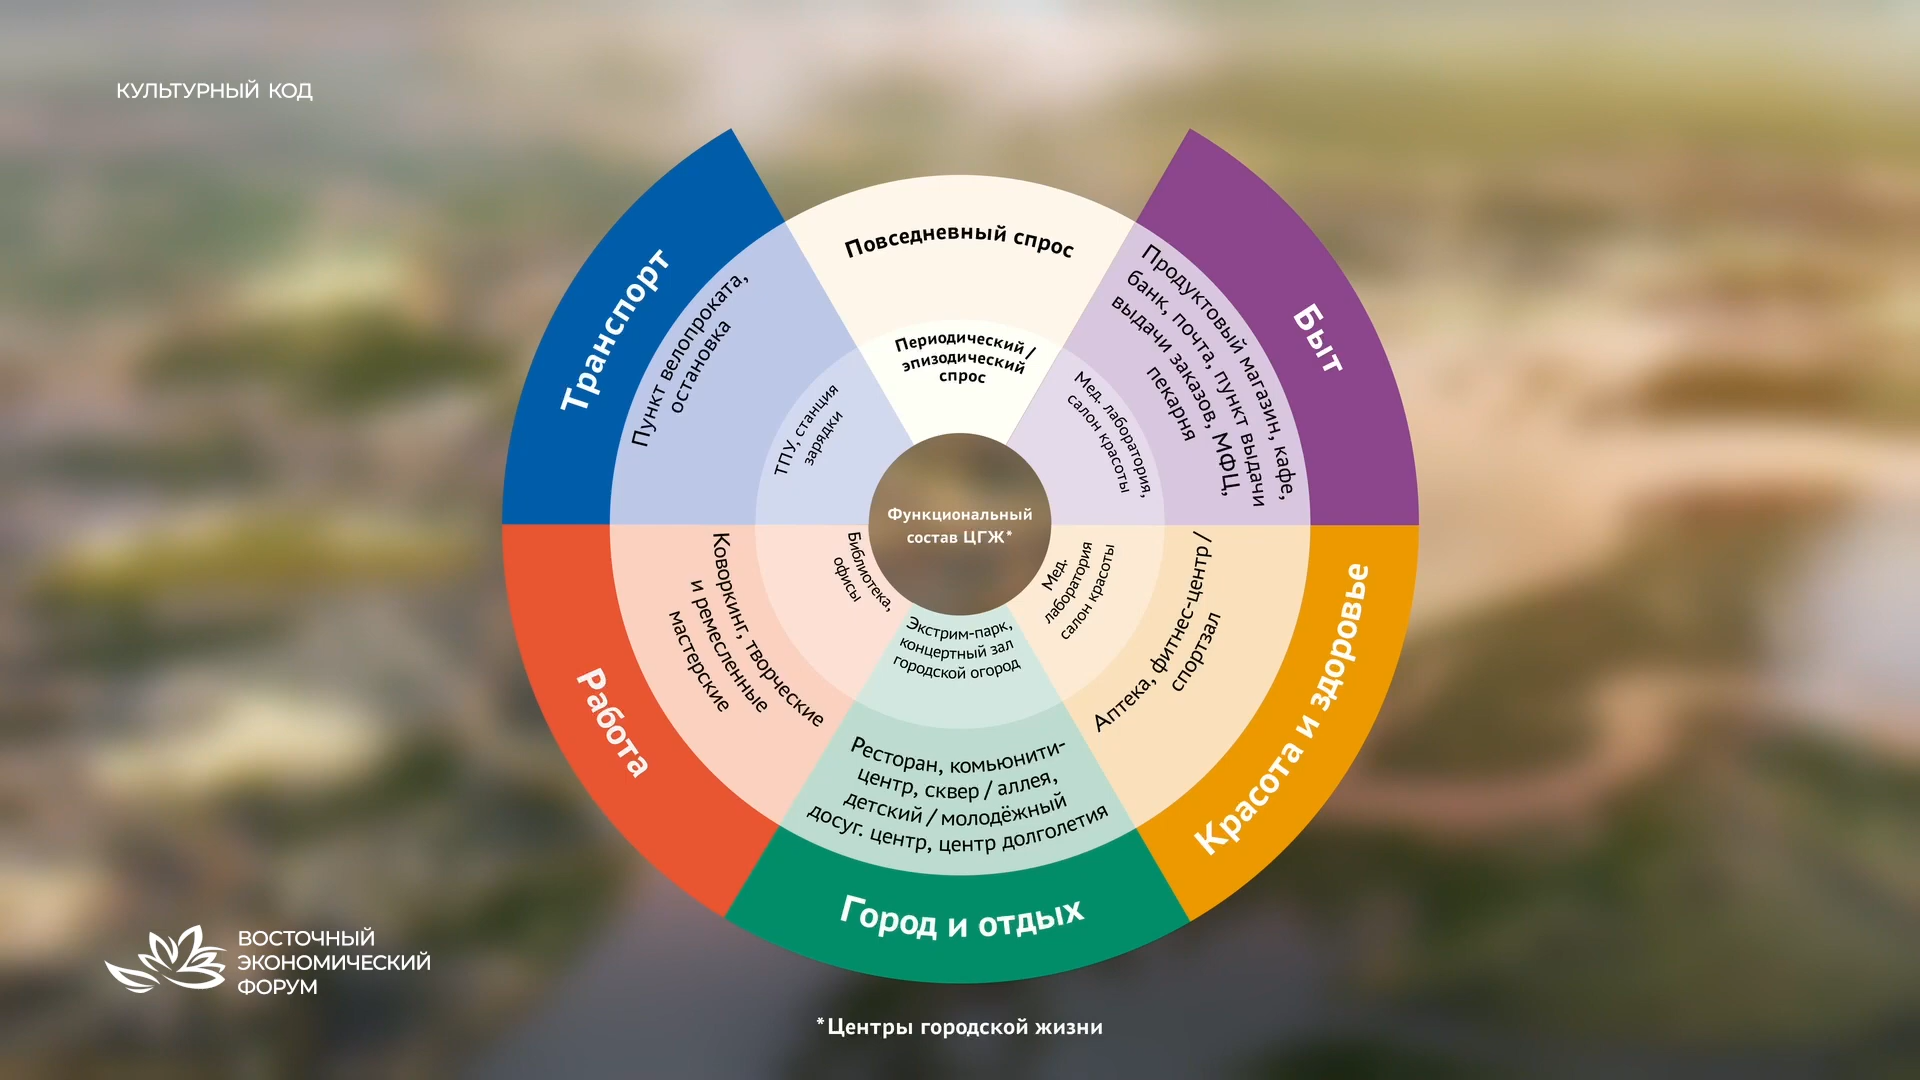 КУЛЬТУРНЫЙ КОД
Повседневный спрос
Периодический /
эпизодический
спрос
Транспорт
Пункт велопроката,
остановка
ТПУ, станция
зарядки
Быт
Продуктовый магазин, кафе,
банк, почта, пункт выдачи
выдачи заказов, МФЦ,
пекарня
Мед. лаборатория,
салон красоты
Функциональный
состав ЦГЖ*
Работа
Коворкинг, творческие
и ремесленные
мастерские
Библиотека,
офисы
Красота и здоровье
Аптека, фитнес-центр /
спортзал
Мед.
лаборатория
салон красоты
Экстрим-парк,
концертный зал
городской огород
Ресторан, комьюнити-
центр, сквер / аллея,
детский / молодёжный
досуг. центр, центр долголетия
Город и отдых
ВОСТОЧНЫЙ
ЭКОНОМИЧЕСКИЙ
ФОРУМ
*Центры городской жизни